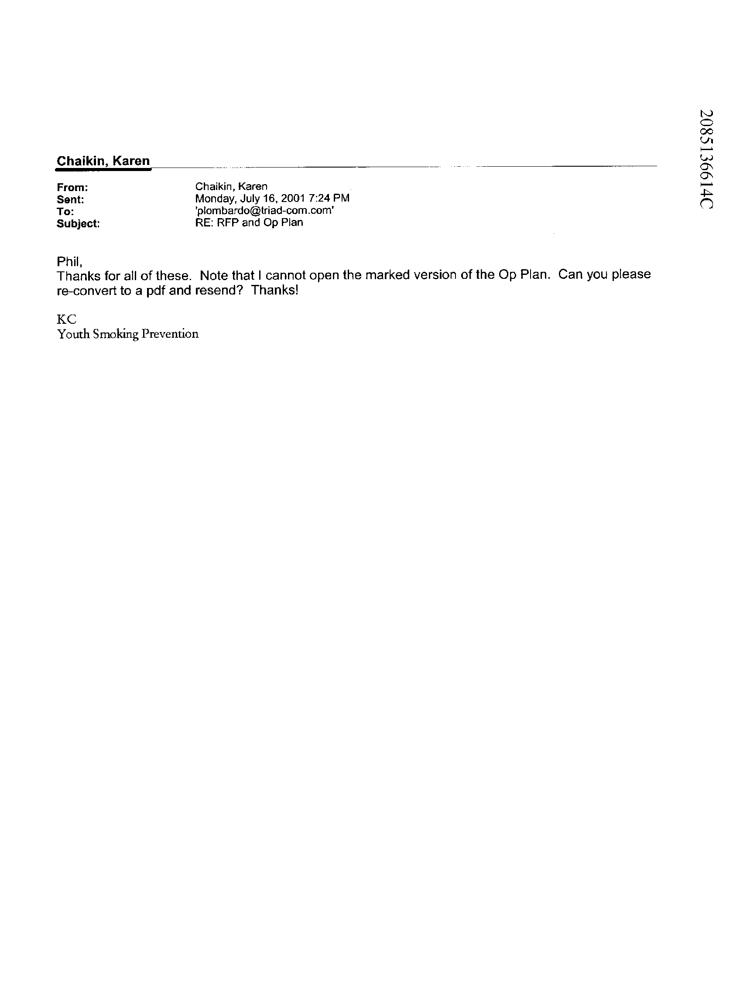 2085136614C
Chaikin, Karen
From: Chaikin, Karen
Sent: Monday, July 16, 2001 7:24 PM
To: 'plombardo@triad-com.com'
Subject: RE: RFP and Op Plan
Phil,
Thanks for all of these. Note that I cannot open the marked version of the Op Plan. Can you please
re-convert to a pdf and resend? Thanks!
KC
Youth Smoking Prevention